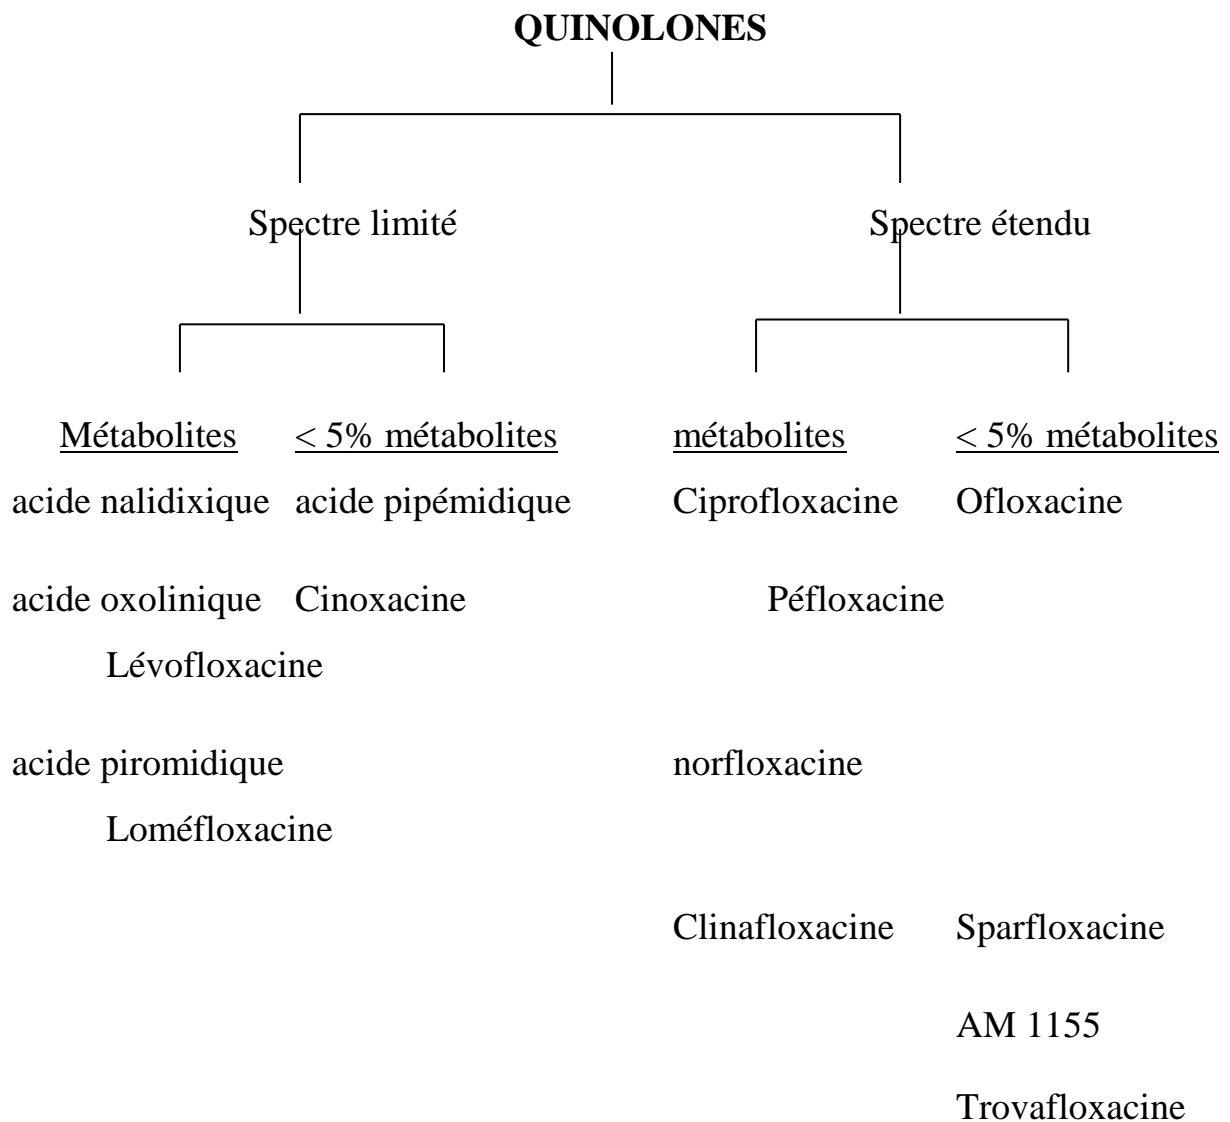 QUINOLONES
Spectre limité Spectre étendu
Métabolites < 5% métabolites métabolites < 5% métabolites
acide nalidixique acide pipémidique Ciprofloxacine Ofloxacine
acide oxolinique Cinoxacine Péfloxacine
Lévofloxacine
acide piromidique norfloxacine
Loméfloxacine
Clinafloxacine Sparfloxacine
AM 1155
Trovafloxacine